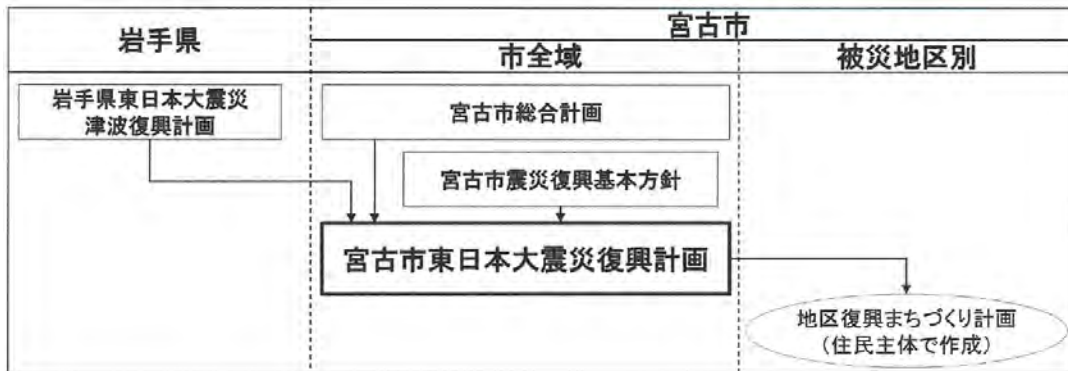 岩手県
宮古市
市全域
被災地区別
岩手県東日本大震災
津波復興計画
宮古市総合計画
宮古市震災復興基本方針
宮古市東日本大震災復興計画
地区復興まちづくり計画
（住民主体で作成）